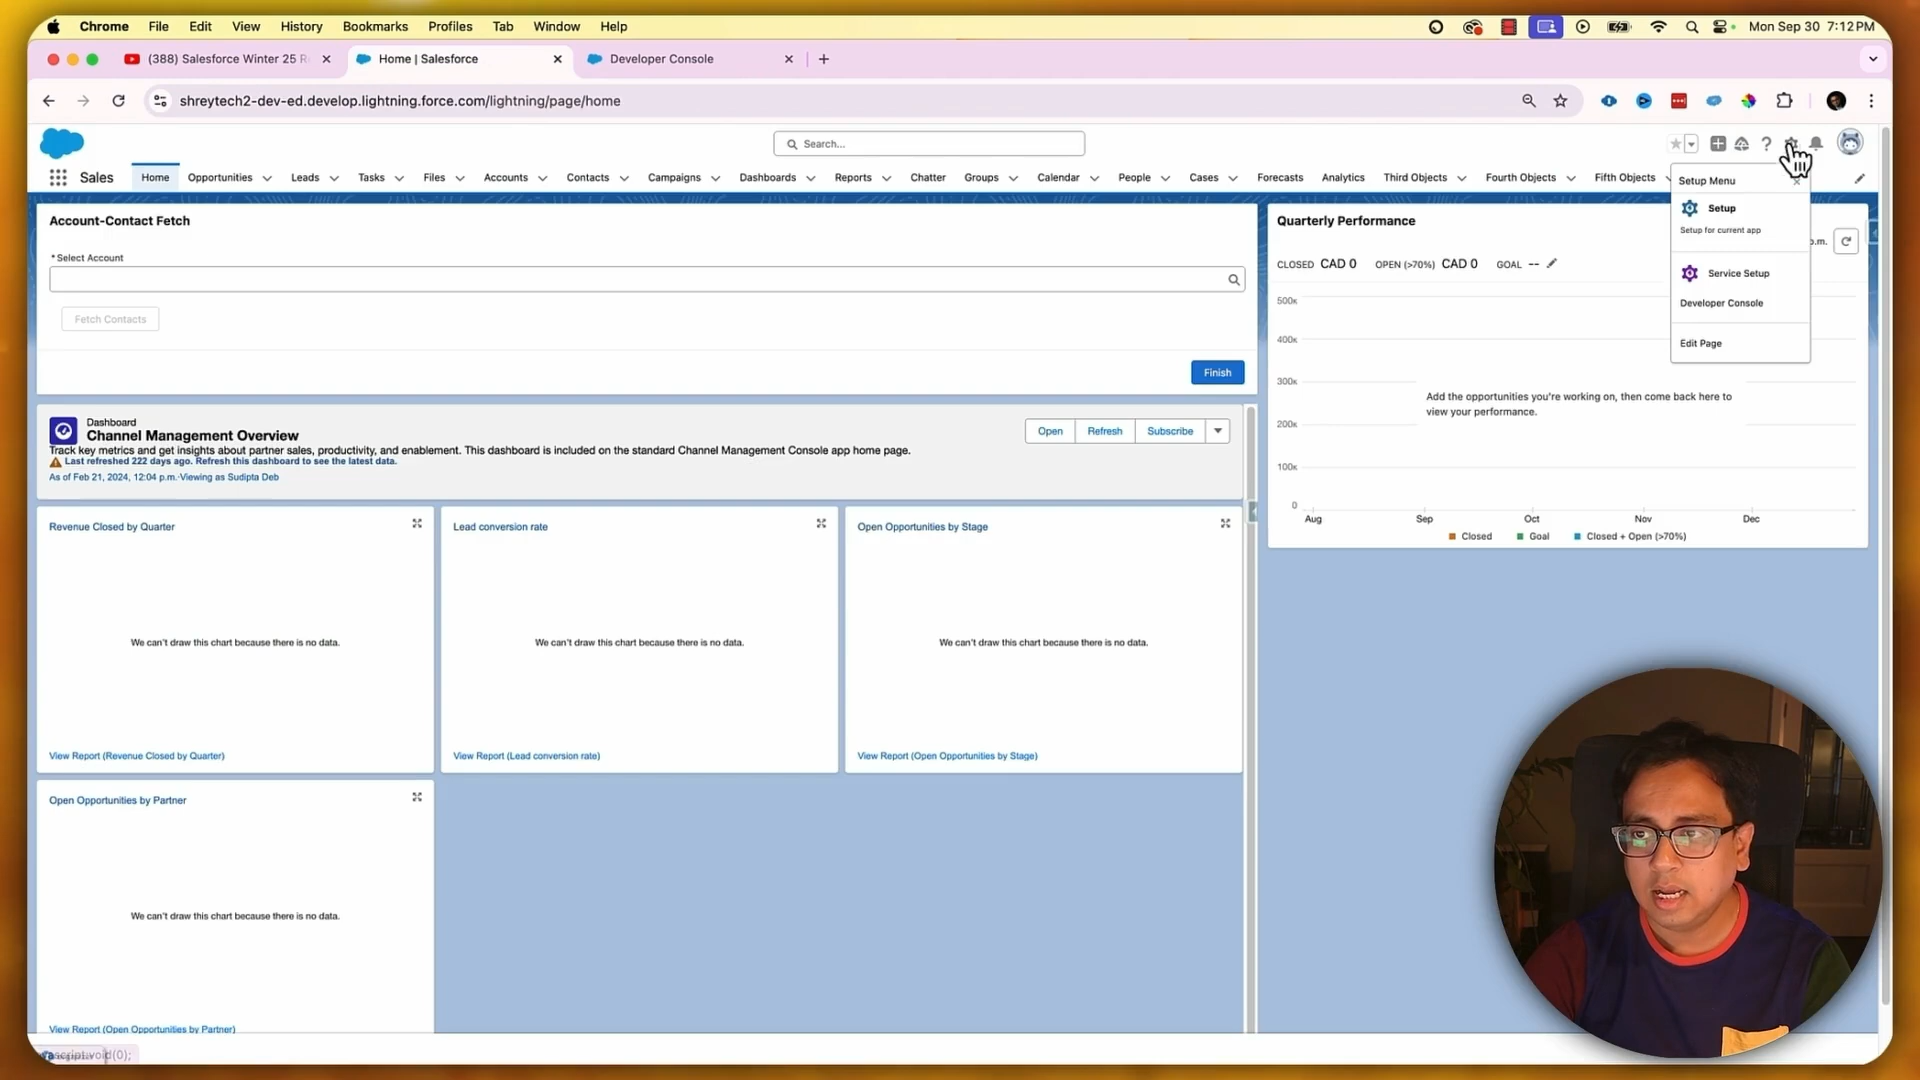 Chrome File Edit View History Bookmarks Profiles Tab Window Help Mon Sep 30 7:12 PM
(388) Salesforce Winter 25 Home | Salesforce Developer Console
shreytech2-dev-ed.develop.lightning.force.com/lightning/page/home
Search...
Sales Home Opportunities Leads Tasks Files Accounts Contacts Campaigns Dashboards Reports Chatter Groups Calendar People Cases Forecasts Analytics Third Objects Fourth Objects Fifth Objects
Setup Menu
Setup
Setup for current app
Service Setup
Developer Console
Edit Page
Account-Contact Fetch
*Select Account
Fetch Contacts
Finish
Quarterly Performance
p.m.
CLOSED CAD 0 OPEN (>70%) CAD 0 GOAL --
500K
400K
300K
200K
100K
0
Add the opportunities you're working on, then come back here to
view your performance.
Aug Sep Oct Nov Dec
Closed Goal Closed + Open (>70%)
Dashboard
Channel Management Overview
Track key metrics and get insights about partner sales, productivity, and enablement. This dashboard is included on the standard Channel Management Console app home page.
Last refreshed 222 days ago. Refresh this dashboard to see the latest data.
As of Feb 21, 2024, 12:04 p.m.·Viewing as Sudipta Deb
Open Refresh Subscribe
Revenue Closed by Quarter
We can't draw this chart because there is no data.
View Report (Revenue Closed by Quarter)
Lead conversion rate
We can't draw this chart because there is no data.
View Report (Lead conversion rate)
Open Opportunities by Stage
We can't draw this chart because there is no data.
View Report (Open Opportunities by Stage)
Open Opportunities by Partner
We can't draw this chart because there is no data.
View Report (Open Opportunities by Partner)